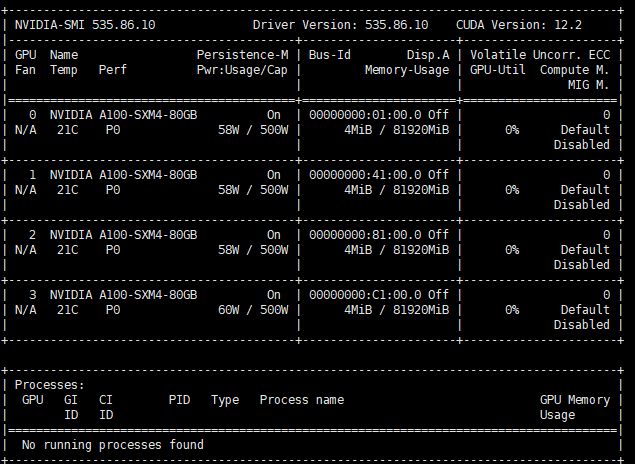 +---------------------------------------------------------------------------------------+
| NVIDIA-SMI 535.86.10              Driver Version: 535.86.10    CUDA Version: 12.2     |
|-----------------------------------------+----------------------+----------------------+
| GPU  Name                 Persistence-M | Bus-Id        Disp.A | Volatile Uncorr. ECC |
| Fan  Temp   Perf          Pwr:Usage/Cap |         Memory-Usage | GPU-Util  Compute M. |
|                                         |                      |               MIG M. |
|=========================================+======================+======================|
|   0  NVIDIA A100-SXM4-80GB          On  | 00000000:01:00.0 Off |                    0 |
| N/A   21C    P0              58W / 500W |     4MiB / 81920MiB  |      0%      Default |
|                                         |                      |             Disabled |
+-----------------------------------------+----------------------+----------------------+
|   1  NVIDIA A100-SXM4-80GB          On  | 00000000:41:00.0 Off |                    0 |
| N/A   21C    P0              58W / 500W |     4MiB / 81920MiB  |      0%      Default |
|                                         |                      |             Disabled |
+-----------------------------------------+----------------------+----------------------+
|   2  NVIDIA A100-SXM4-80GB          On  | 00000000:81:00.0 Off |                    0 |
| N/A   21C    P0              58W / 500W |     4MiB / 81920MiB  |      0%      Default |
|                                         |                      |             Disabled |
+-----------------------------------------+----------------------+----------------------+
|   3  NVIDIA A100-SXM4-80GB          On  | 00000000:C1:00.0 Off |                    0 |
| N/A   21C    P0              60W / 500W |     4MiB / 81920MiB  |      0%      Default |
|                                         |                      |             Disabled |
+-----------------------------------------+----------------------+----------------------+

+---------------------------------------------------------------------------------------+
| Processes:                                                                            |
|  GPU   GI   CI        PID   Type   Process name                            GPU Memory |
|        ID   ID                                                             Usage      |
|=======================================================================================|
|  No running processes found                                                           |
+---------------------------------------------------------------------------------------+